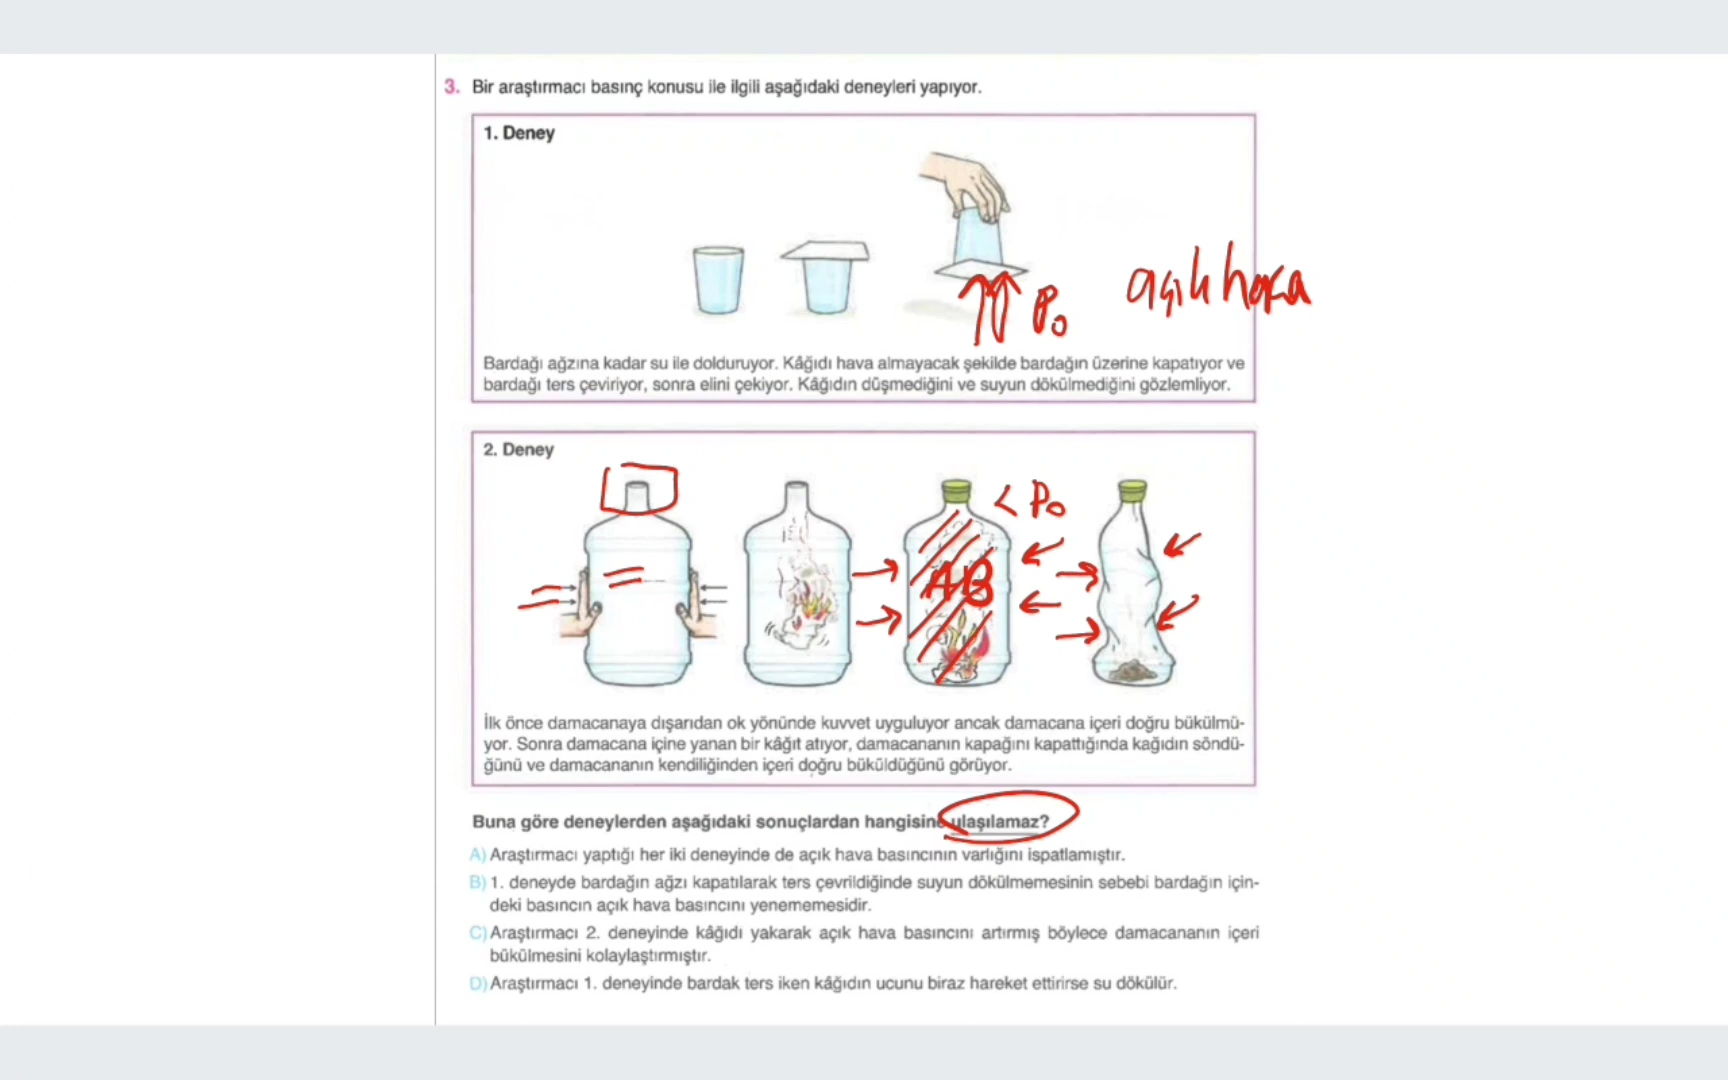 3. Bir araştırmacı basınç konusu ile ilgili aşağıdaki deneyleri yapıyor.
1. Deney
P₀
açık hava
Bardağı ağzına kadar su ile dolduruyor. Kâğıdı hava almayacak şekilde bardağın üzerine kapatıyor ve
bardağı ters çeviriyor, sonra elini çekiyor. Kâğıdın düşmediğini ve suyun dökülmediğini gözlemliyor.
2. Deney
< P₀
AB
İlk önce damacanaya dışarıdan ok yönünde kuvvet uyguluyor ancak damacana içeri doğru bükülmü-
yor. Sonra damacana içine yanan bir kâğıt atıyor, damacananın kapağını kapattığında kağıdın söndü-
ğünü ve damacananın kendiliğinden içeri doğru büküldüğünü görüyor.
Buna göre deneylerden aşağıdaki sonuçlardan hangisine ulaşılamaz?
A) Araştırmacı yaptığı her iki deneyinde de açık hava basıncının varlığını ispatlamıştır.
B) 1. deneyde bardağın ağzı kapatılarak ters çevrildiğinde suyun dökülmemesinin sebebi bardağın için-
deki basıncın açık hava basıncını yenememesidir.
C) Araştırmacı 2. deneyinde kâğıdı yakarak açık hava basıncını artırmış böylece damacananın içeri
bükülmesini kolaylaştırmıştır.
D) Araştırmacı 1. deneyinde bardak ters iken kâğıdın ucunu biraz hareket ettirirse su dökülür.